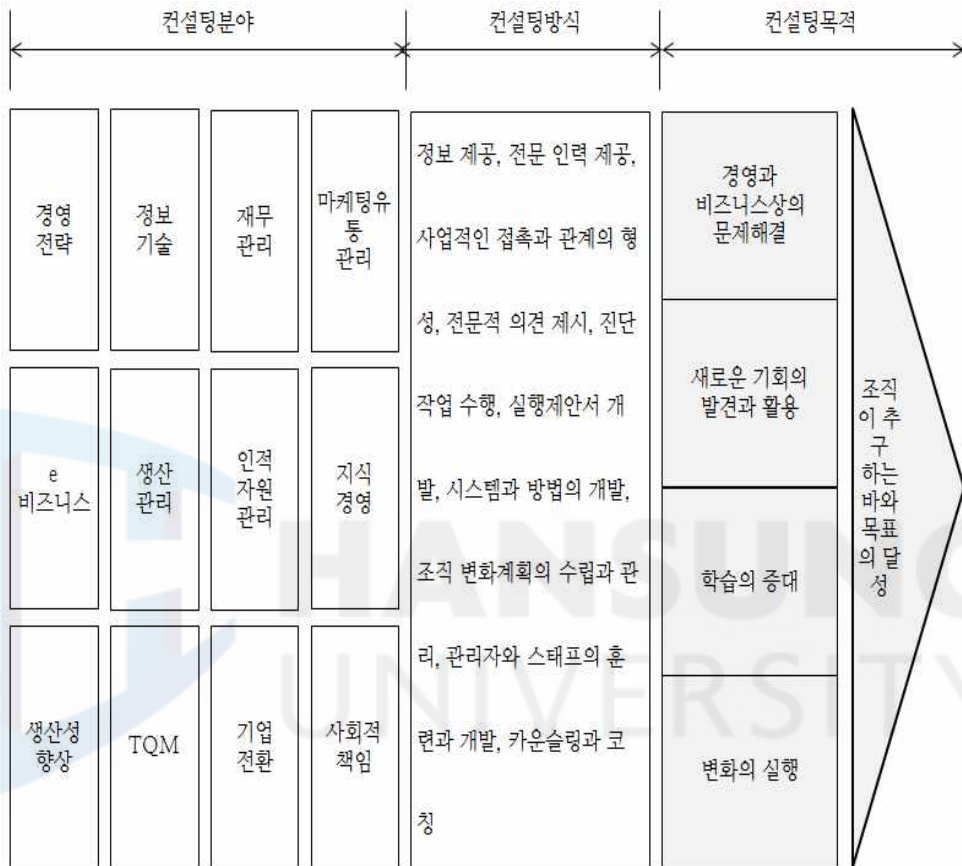 컨설팅분야
컨설팅방식
컨설팅목적
경영
전략
정보
기술
재무
관리
마케팅유
통
관리
e
비즈니스
생산
관리
인적
자원
관리
지식
경영
생산성
향상
TQM
기업
전환
사회적
책임
정보 제공, 전문 인력 제공,
사업적인 접촉과 관계의 형
성, 전문적 의견 제시, 진단
작업 수행, 실행제안서 개
발, 시스템과 방법의 개발,
조직 변화계획의 수립과 관
리, 관리자와 스태프의 훈
련과 개발, 카운슬링과 코
칭
경영과
비즈니스상의
문제해결
새로운 기회의
발견과 활용
학습의 증대
변화의 실행
조직
이 추
구
하는
바와
목표
의 달
성
HANSUNG
UNIVERSITY